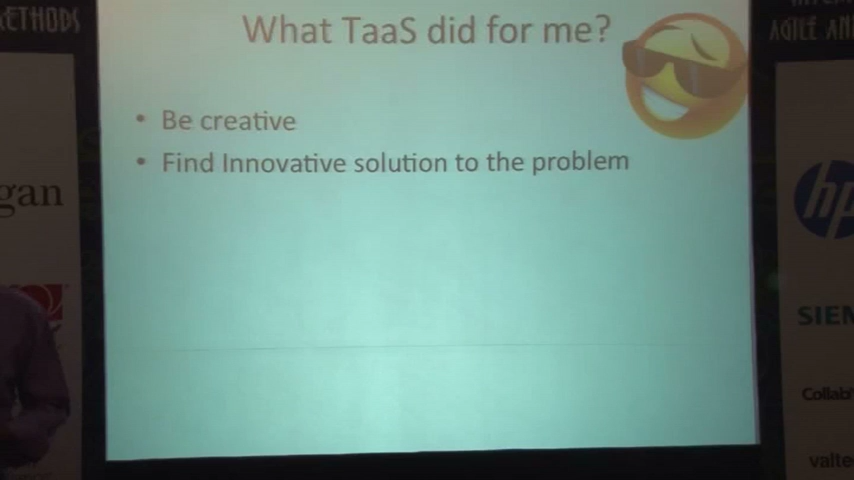 What TaaS did for me?
• Be creative
• Find Innovative solution to the problem
ETHODS
gan
AGILE AN
hp
SIEM
Collab
valte